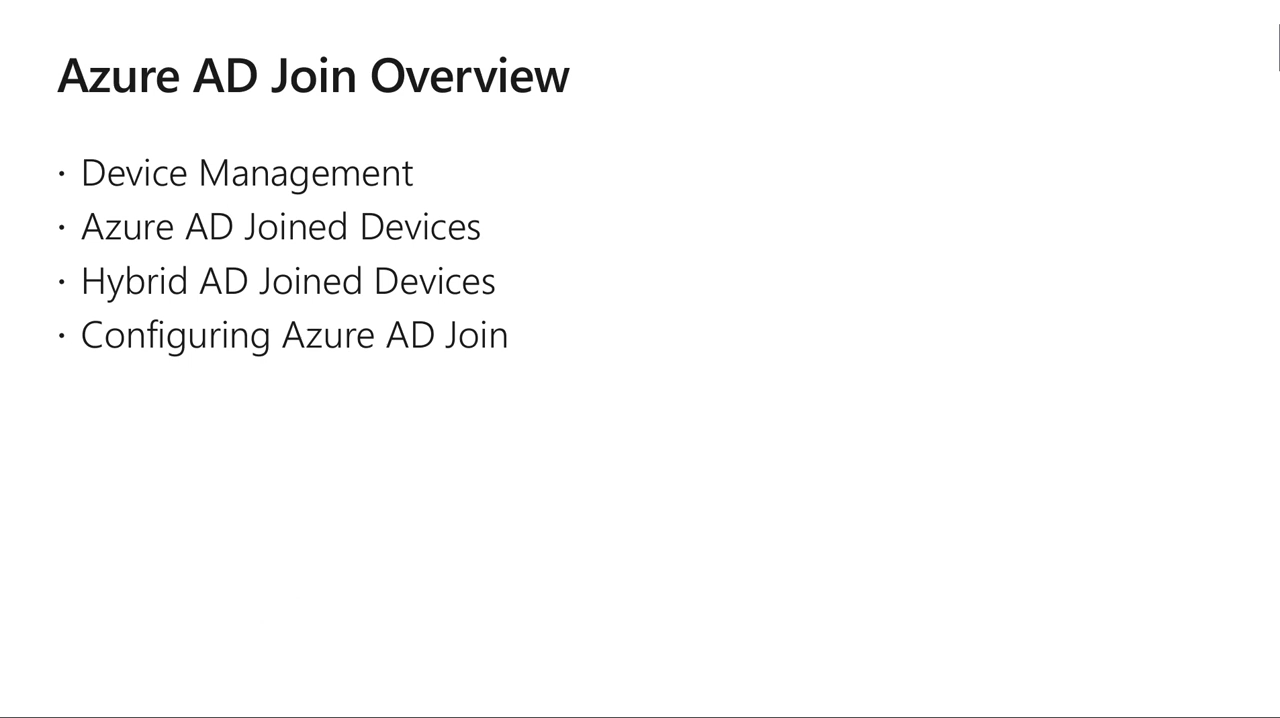 Azure AD Join Overview
· Device Management
· Azure AD Joined Devices
· Hybrid AD Joined Devices
· Configuring Azure AD Join